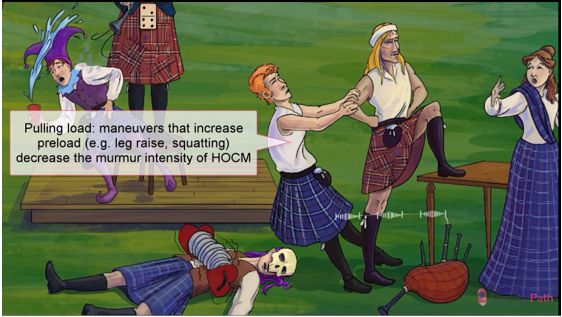 Pulling load: maneuvers that increase
preload (e.g. leg raise, squatting)
decrease the murmur intensity of HOCM
Path